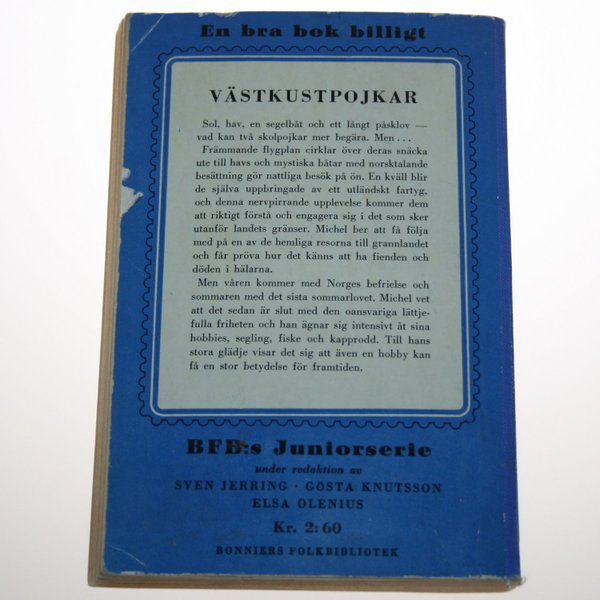 En bra bok billigt
VÄSTKUSTPOJKAR
Sol, hav, en segelbåt och ett långt påsklov —
vad kan två skolpojkar mer begära. Men . . .
Främmande flygplan cirklar över deras snäcka
ute till havs och mystiska båtar med norsktalande
besättning gör nattliga besök på ön. En kväll blir
de själva uppbringade av ett utländskt fartyg,
och denna nervpirrande upplevelse kommer dem
att riktigt förstå och engagera sig i det som sker
utanför landets gränser. Michel ber att få följa
med på en av de hemliga resorna till grannlandet
och får pröva hur det känns att ha fienden och
döden i hälarna.
Men våren kommer med Norges befrielse och
sommaren med det sista sommarlovet. Michel vet
att det sedan är slut med den oansvariga lättje-
fulla friheten och han ägnar sig intensivt åt sina
hobbies, segling, fiske och kapprodd. Till hans
stora glädje visar det sig att även en hobby kan
få en stor betydelse för framtiden.
BFB:s Juniorserie
under redaktion av
SVEN JERRING · GÖSTA KNUTSSON
ELSA OLENIUS
Kr. 2:60
BONNIERS FOLKBIBLIOTEK